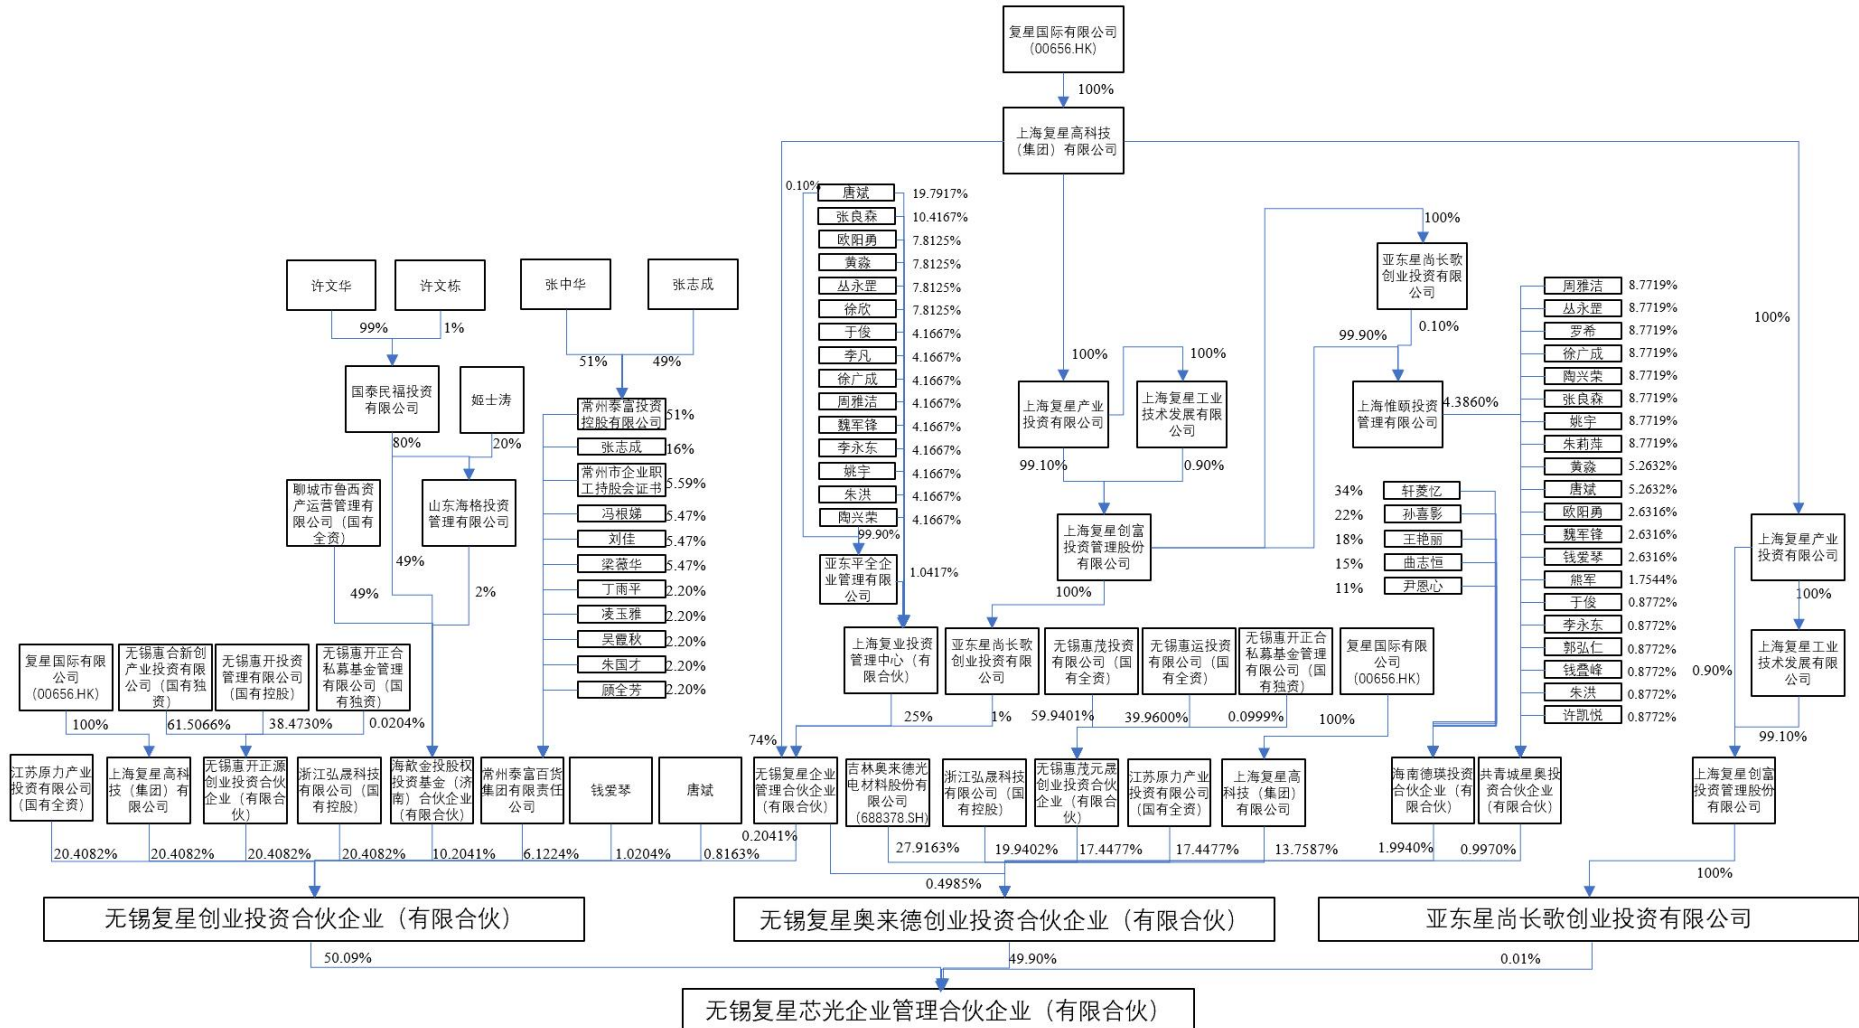 复星国际有限公司
(00656.HK)
100%
上海复星高科技
(集团)有限公司
0.10%
唐斌
19.7917%
张良森
10.4167%
欧阳勇
7.8125%
黄淼
7.8125%
丛永罡
7.8125%
徐欣
7.8125%
于俊
4.1667%
李凡
4.1667%
徐广成
4.1667%
周雅洁
4.1667%
魏军锋
4.1667%
李永东
4.1667%
姚宇
4.1667%
朱洪
4.1667%
陶兴荣
4.1667%
99.90%
亚东平全企
业管理有限
公司
1.0417%
100%
亚东星尚长歌
创业投资有限
公司
99.90%
0.10%
许文华
许文栋
张中华
张志成
99%
1%
51%
49%
国泰民福投资
有限公司
姬士涛
80%
20%
聊城市鲁西资
产运营管理有
限公司(国有
全资)
山东海格投资
管理有限公司
49%
49%
2%
常州泰富投资
控股有限公司
51%
张志成
16%
常州市企业职
工持股会证书
5.59%
冯根娣
5.47%
刘佳
5.47%
梁薇华
5.47%
丁雨平
2.20%
凌玉雅
2.20%
吴霞秋
2.20%
朱国才
2.20%
顾全芳
2.20%
100%
100%
上海复星产业
投资有限公司
上海复星工业
技术发展有限
公司
99.10%
0.90%
上海复星创富
投资管理股份
有限公司
100%
上海惟颐投资
管理有限公司
4.3860%
周雅洁
8.7719%
丛永罡
8.7719%
罗希
8.7719%
徐广成
8.7719%
陶兴荣
8.7719%
张良森
8.7719%
姚宇
8.7719%
朱莉萍
8.7719%
黄淼
5.2632%
唐斌
5.2632%
欧阳勇
2.6316%
魏军锋
2.6316%
钱爱琴
2.6316%
熊军
1.7544%
于俊
0.8772%
李永东
0.8772%
郭弘仁
0.8772%
钱叠峰
0.8772%
朱洪
0.8772%
许凯悦
0.8772%
34%
轩菱忆
22%
孙喜影
18%
王艳丽
15%
曲志恒
11%
尹恩心
100%
上海复星产业
投资有限公司
100%
上海复星工业
技术发展有限
公司
0.90%
99.10%
复星国际有限
公司
(00656.HK)
无锡惠合新创
产业投资有限
公司(国有独
资)
无锡惠开投资
管理有限公司
(国有控股)
无锡惠开正合
私募基金管理
有限公司(国
有独资)
100%
61.5066%
38.4730%
0.0204%
上海复业投资
管理中心(有
限合伙)
亚东星尚长歌
创业投资有限
公司
无锡惠茂投资
有限公司(国
有全资)
无锡惠运投资
有限公司(国
有全资)
无锡惠开正合
私募基金管理
有限公司(国
有独资)
复星国际有限
公司
(00656.HK)
74%
25%
1%
59.9401%
39.9600%
0.0999%
100%
江苏原力产业
投资有限公司
(国有全资)
上海复星高科
技(集团)有
限公司
无锡惠开正源
创业投资合伙
企业(有限合
伙)
浙江弘晟科技
有限公司(国
有控股)
海歆金投股权
投资基金(济
南)合伙企业
(有限合伙)
常州泰富百货
集团有限责任
公司
钱爱琴
唐斌
无锡复星企业
管理合伙企业
(有限合伙)
吉林奥来德光
电材料股份有
限公司
(688378.SH)
浙江弘晟科技
有限公司(国
有控股)
无锡惠茂元晟
创业投资合伙
企业(有限合
伙)
江苏原力产业
投资有限公司
(国有全资)
上海复星高
科技(集团)
有限公司
海南德瑛投资
合伙企业(有
限合伙)
共青城星奥投
资合伙企业(有
限合伙)
上海复星创富
投资管理股份
有限公司
20.4082%
20.4082%
20.4082%
20.4082%
10.2041%
6.1224%
1.0204%
0.8163%
0.2041%
27.9163%
19.9402%
17.4477%
17.4477%
13.7587%
1.9940%
0.9970%
0.4985%
100%
无锡复星创业投资合伙企业(有限合伙)
无锡复星奥来德创业投资合伙企业(有限合伙)
亚东星尚长歌创业投资有限公司
50.09%
49.90%
0.01%
无锡复星芯光企业管理合伙企业(有限合伙)